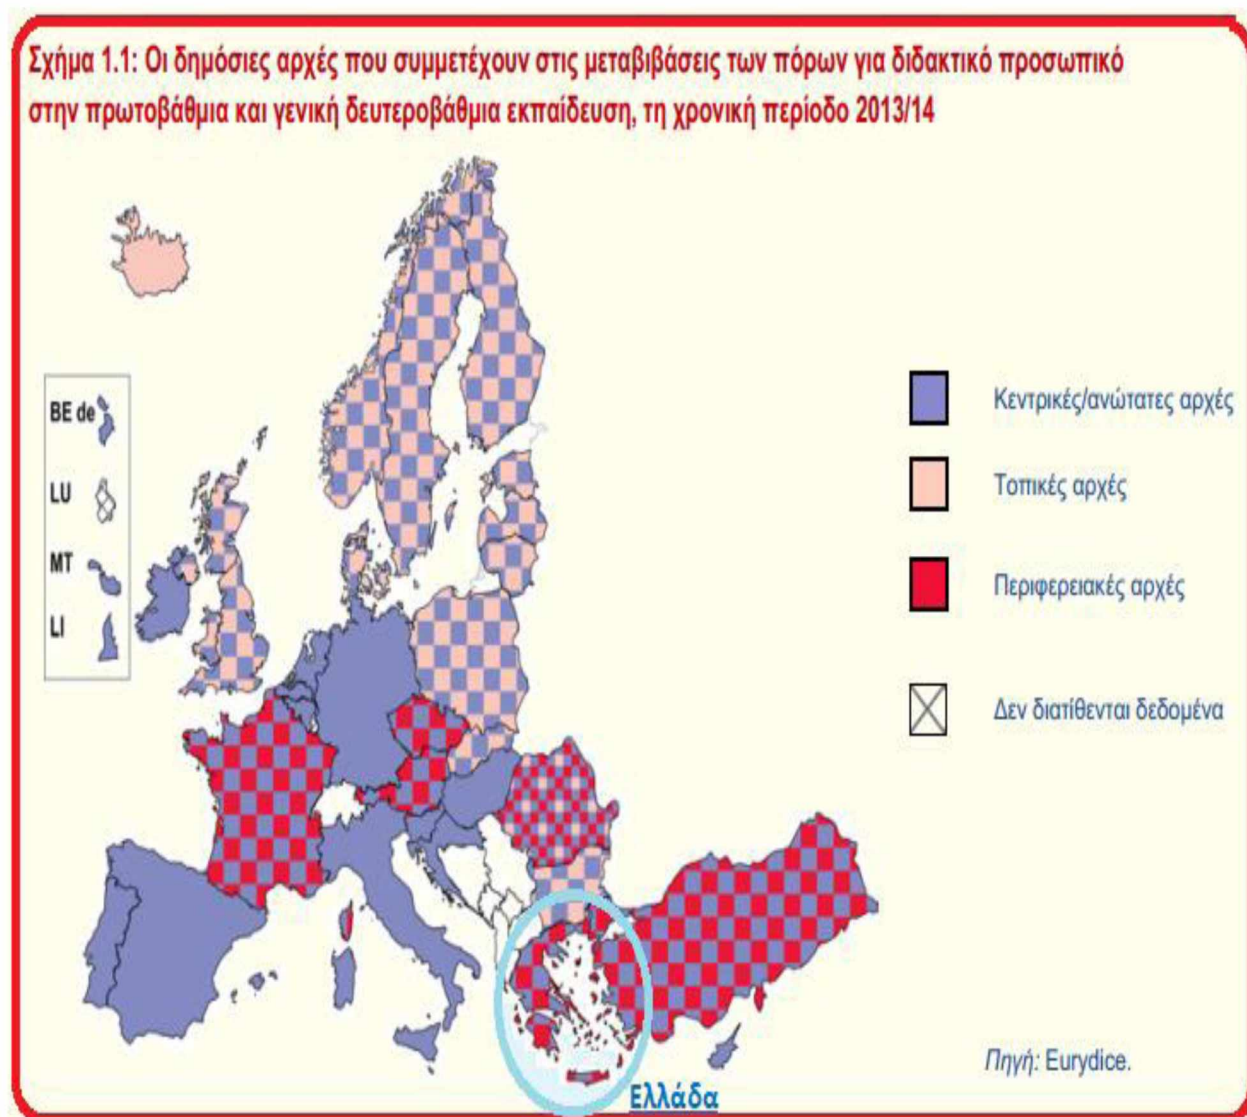 Σχήμα 1.1: Οι δημόσιες αρχές που συμμετέχουν στις μεταβιβάσεις των πόρων για διδακτικό προσωπικό
στην πρωτοβάθμια και γενική δευτεροβάθμια εκπαίδευση, τη χρονική περίοδο 2013/14
BE de
LU
MT
LI
Κεντρικές/ανώτατες αρχές
Τοπικές αρχές
Περιφερειακές αρχές
Δεν διατίθενται δεδομένα
Πηγή: Eurydice.
Ελλάδα